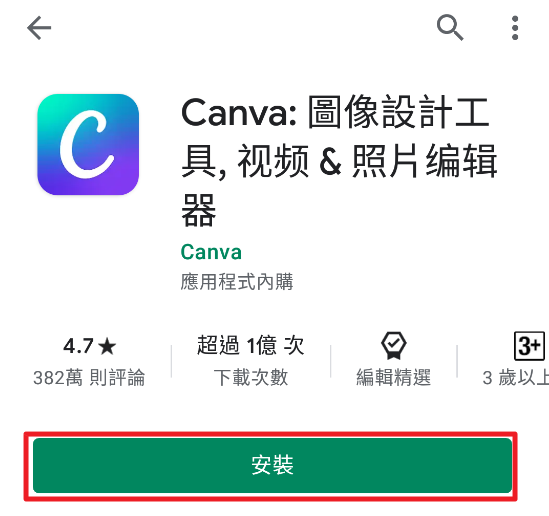 C
Canva: 圖像設計工
具, 视频 & 照片编辑
器
Canva
應用程式內購
4.7★ 超過 1億 次 3+
382萬 則評論 下載次數 編輯精選 3 歲以上
安裝